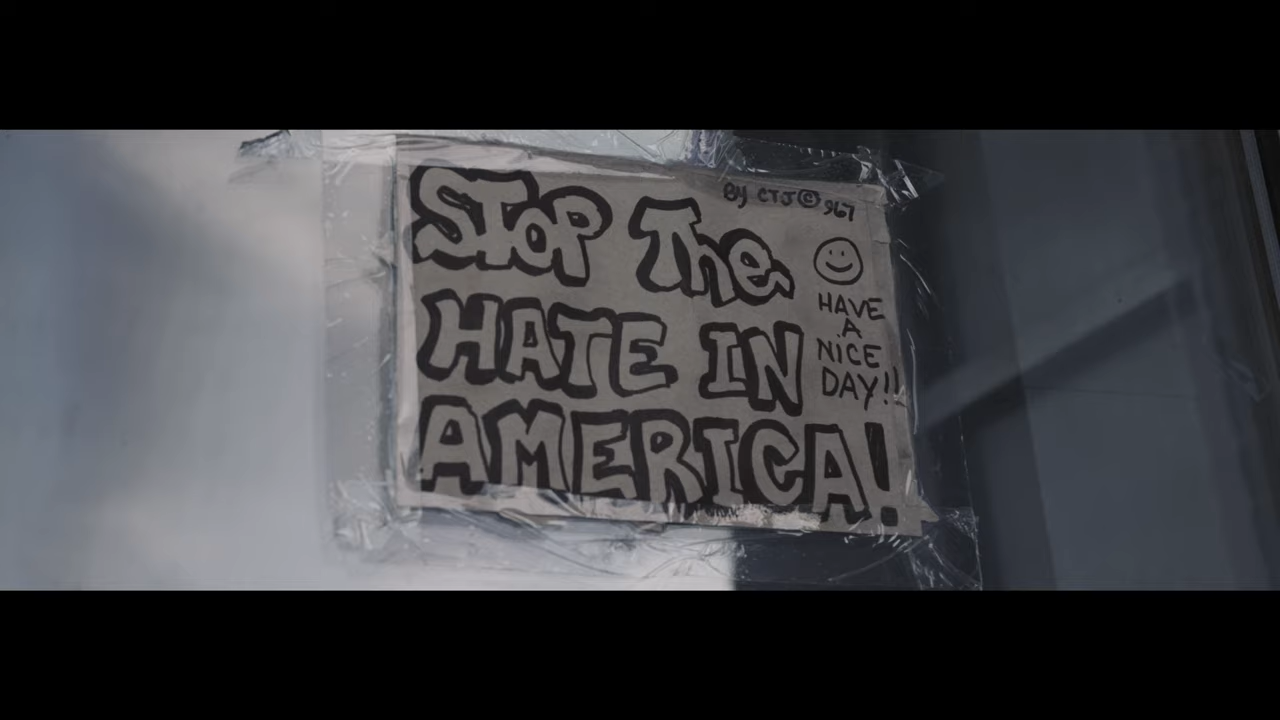 STOP The
HATE IN
AMERICA!
By CTJ© 967
HAVE
A
NICE
DAY!!